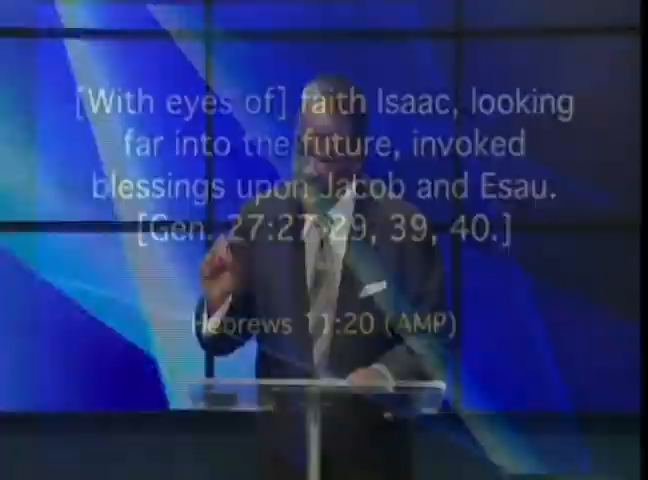 [With eyes of] faith Isaac, looking
far into the future, invoked
blessings upon Jacob and Esau.
[Gen. 27:27-29, 39, 40.]
Hebrews 11:20 (AMP)